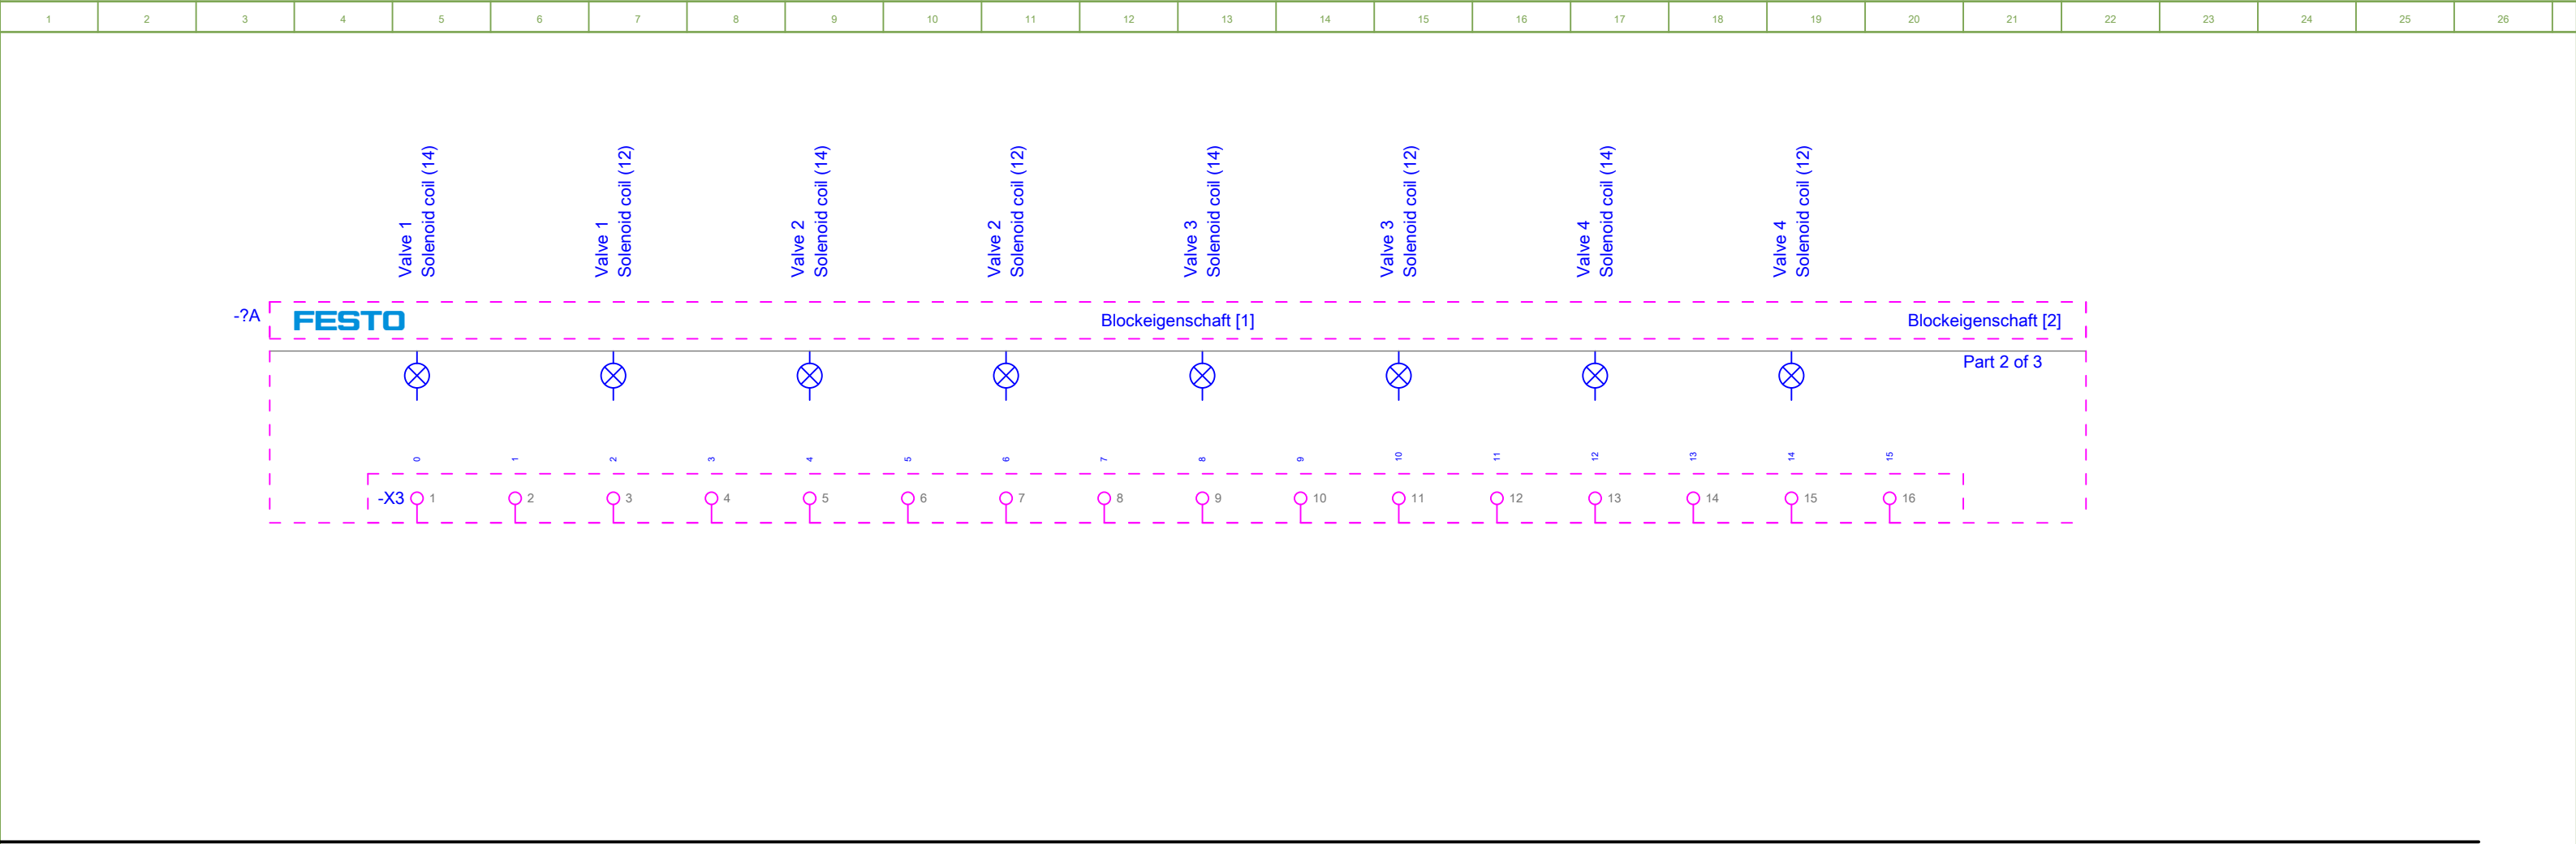 1 2 3 4 5 6 7 8 9 10 11 12 13 14 15 16 17 18 19 20 21 22 23 24 25 26
Valve 1
Solenoid coil (14)
Valve 1
Solenoid coil (12)
Valve 2
Solenoid coil (14)
Valve 2
Solenoid coil (12)
Valve 3
Solenoid coil (14)
Valve 3
Solenoid coil (12)
Valve 4
Solenoid coil (14)
Valve 4
Solenoid coil (12)
-?A FESTO Blockeigenschaft [1] Blockeigenschaft [2]
Part 2 of 3
0 1 2 3 4 5 6 7 8 9 10 11 12 13 14 15
-X3 1 2 3 4 5 6 7 8 9 10 11 12 13 14 15 16